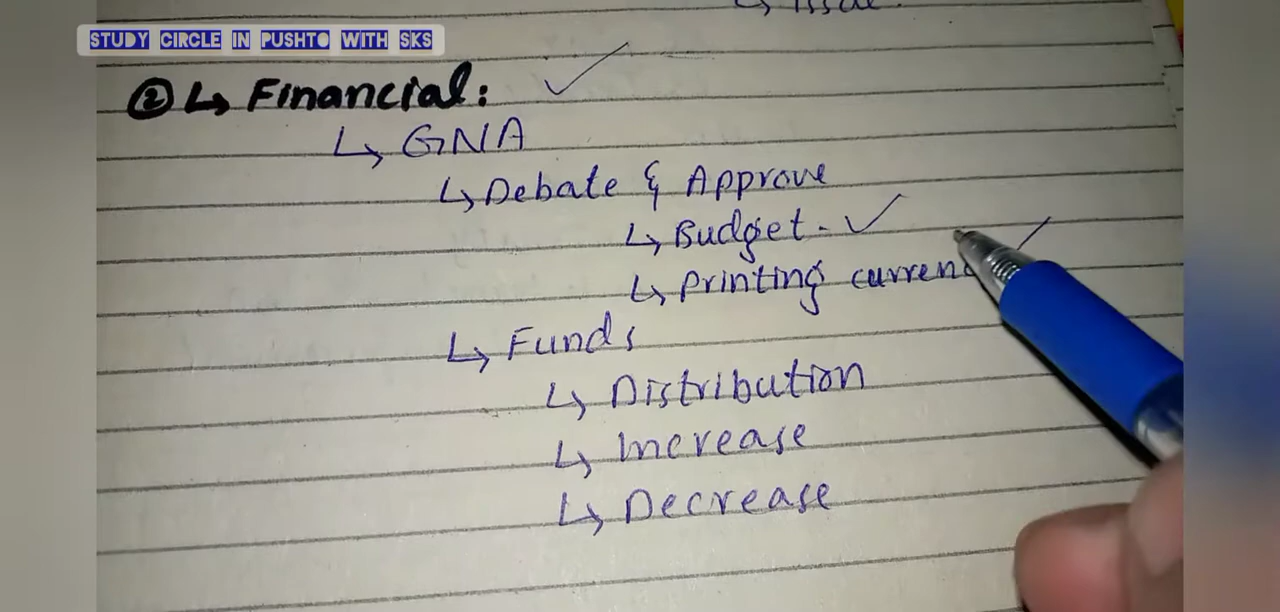 STUDY CIRCLE IN PUSHTO WITH SKS
② ↳ Financial:
↳ GNA
↳ Debate & Approve
↳ Budget.
↳ Printing
↳ Funds
↳ Distribution
↳ Increase
↳ Decrease